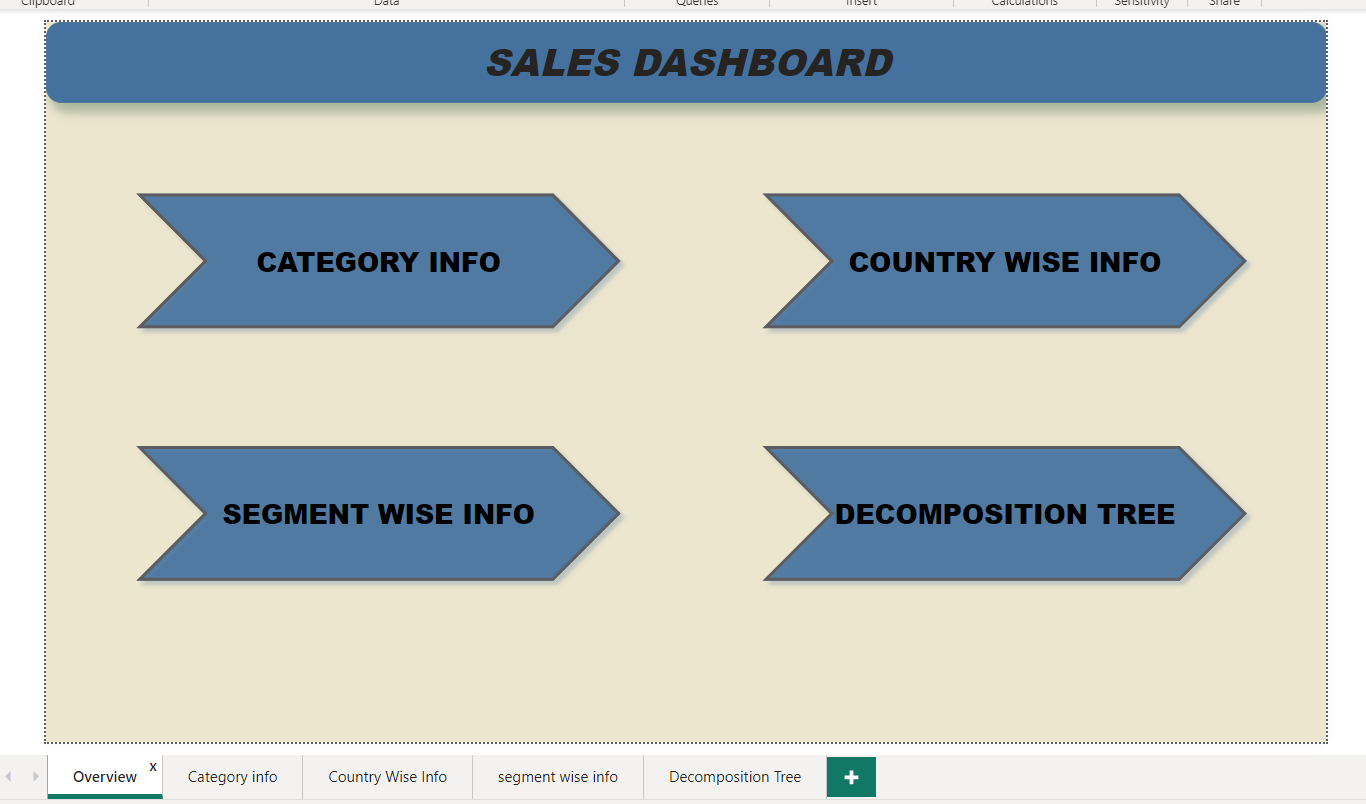 Clipboard Data Queries Insert Calculations Sensitivity Share
SALES DASHBOARD
CATEGORY INFO
COUNTRY WISE INFO
SEGMENT WISE INFO
DECOMPOSITION TREE
Overview x Category info Country Wise Info segment wise info Decomposition Tree +